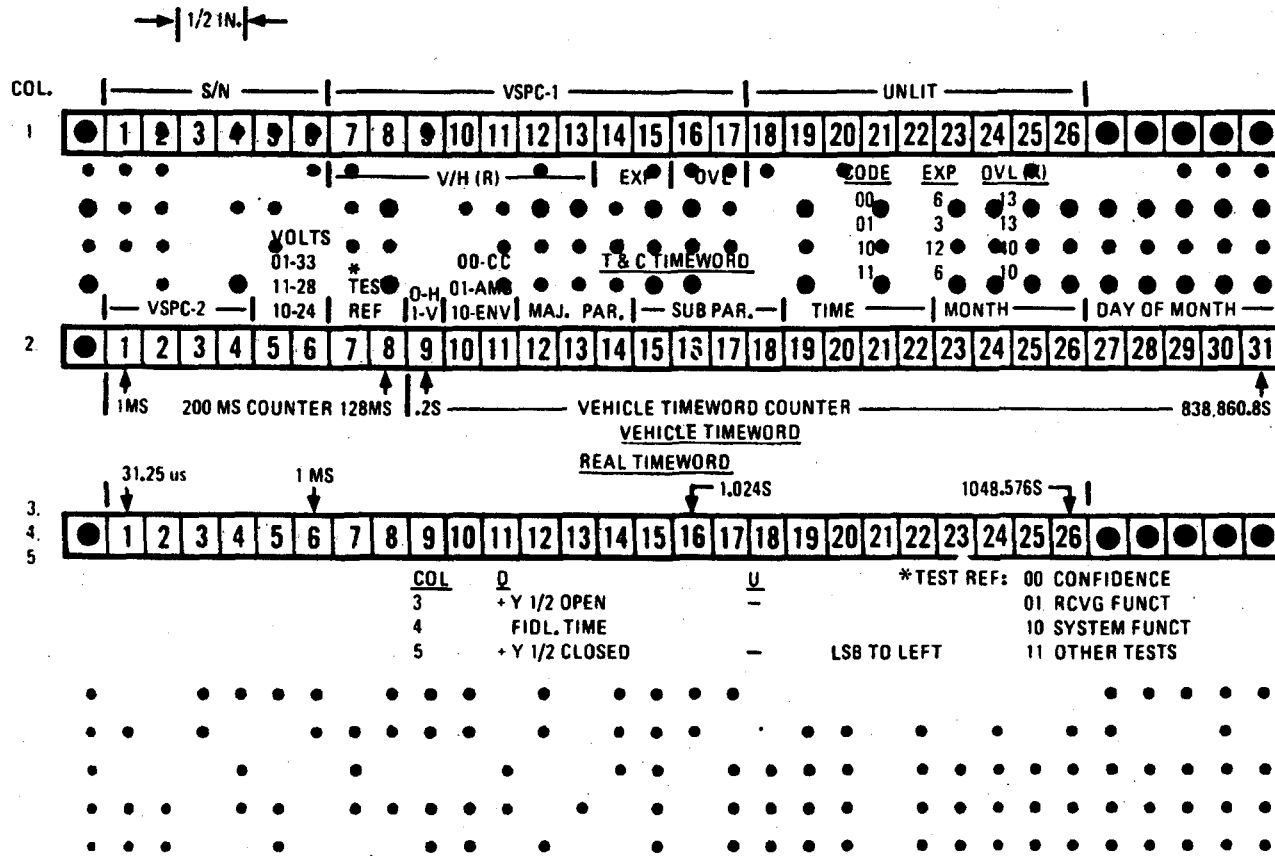 1/2 IN.
COL. S/N VSPC-1 UNLIT
1 1 2 3 4 5 6 7 8 9 10 11 12 13 14 15 16 17 18 19 20 21 22 23 24 25 26
V/H (R) EXP OVL CODE EXP OVL (R)
00 6 13
01 3 13
VOLTS 10 12 40
01-33 * 00-CC T & C TIMEWORD 11 6 10
11-28 TEST 0-H 01-AMB
VSPC-2 10-24 REF 1-V 10-ENV MAJ. PAR. SUB PAR. TIME MONTH DAY OF MONTH
2. 1 2 3 4 5 6 7 8 9 10 11 12 13 14 15 16 17 18 19 20 21 22 23 24 25 26 27 28 29 30 31
1MS 200 MS COUNTER 128MS .2S VEHICLE TIMEWORD COUNTER 838,860.8S
VEHICLE TIMEWORD
REAL TIMEWORD
31.25 us 1 MS 1.024S 1048.576S
3.
4. 1 2 3 4 5 6 7 8 9 10 11 12 13 14 15 16 17 18 19 20 21 22 23 24 25 26
5
COL U *TEST REF: 00 CONFIDENCE
3 + Y 1/2 OPEN — 01 RCVG FUNCT
4 FIDL. TIME 10 SYSTEM FUNCT
5 + Y 1/2 CLOSED — LSB TO LEFT 11 OTHER TESTS